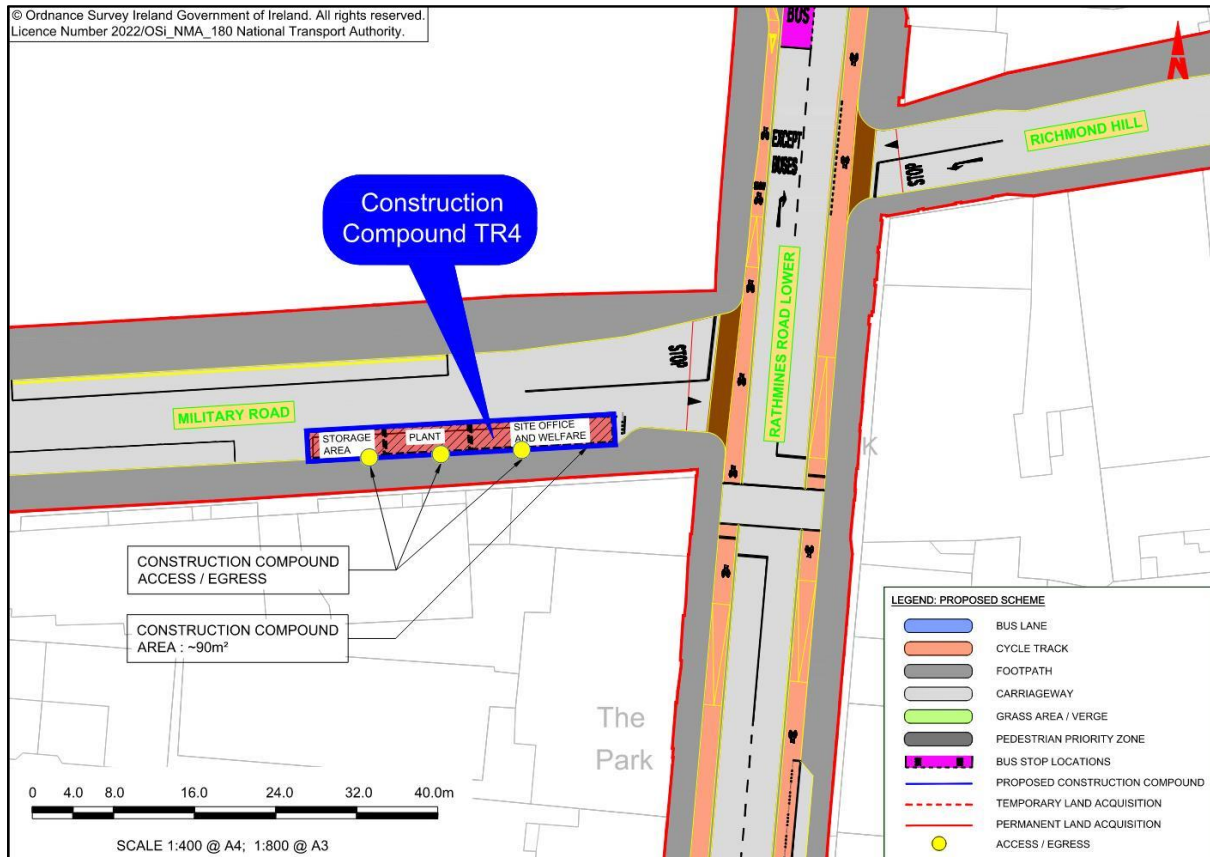 © Ordnance Survey Ireland Government of Ireland. All rights reserved.
Licence Number 2022/OSi_NMA_180 National Transport Authority.
BUS
N
EXCEPT
BUSES
RICHMOND HILL
STOP
Construction
Compound TR4
RATHMINES ROAD LOWER
STOP
MILITARY ROAD
STORAGE
AREA
PLANT
SITE OFFICE
AND WELFARE
K
CONSTRUCTION COMPOUND
ACCESS / EGRESS
CONSTRUCTION COMPOUND
AREA : ~90m²
The
Park
0 4.0 8.0 16.0 24.0 32.0 40.0m
SCALE 1:400 @ A4; 1:800 @ A3
LEGEND: PROPOSED SCHEME
BUS LANE
CYCLE TRACK
FOOTPATH
CARRIAGEWAY
GRASS AREA / VERGE
PEDESTRIAN PRIORITY ZONE
BUS STOP LOCATIONS
PROPOSED CONSTRUCTION COMPOUND
TEMPORARY LAND ACQUISITION
PERMANENT LAND ACQUISITION
ACCESS / EGRESS